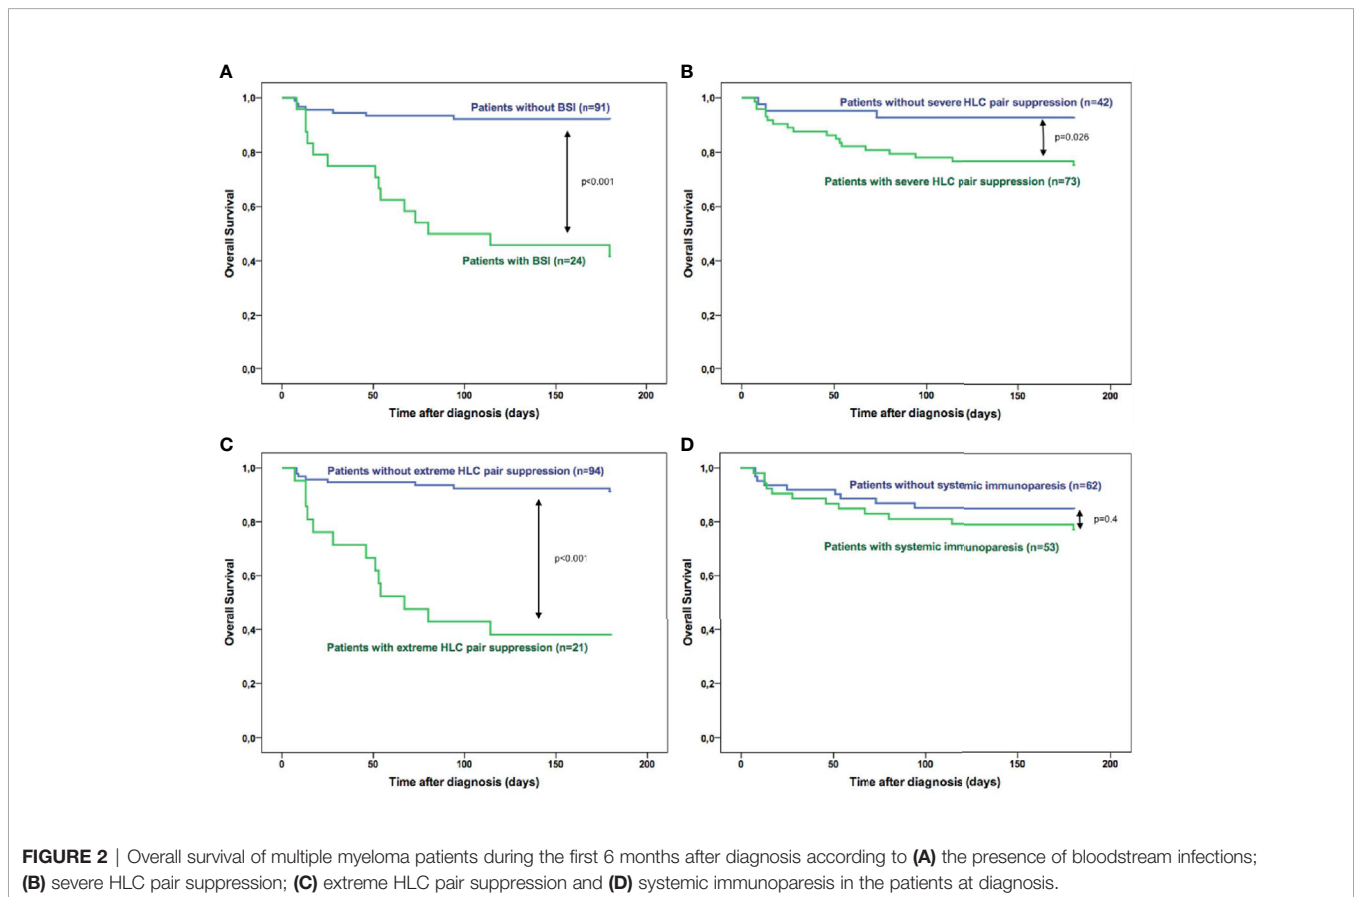 A
1,0
0,8
0,6
0,4
0,2
0,0
Overall Survival
Patients without BSI (n=91)
p<0.001
Patients with BSI (n=24)
0 50 100 150 200
Time after diagnosis (days)
B
1,0
0,8
0,6
0,4
0,2
0,0
Overall Survival
Patients without severe HLC pair suppression (n=42)
p=0.026
Patients with severe HLC pair suppression (n=73)
0 50 100 150 200
Time after diagnosis (days)
C
1,0
0,8
0,6
0,4
0,2
0,0
Overall Survival
Patients without extreme HLC pair suppression (n=94)
p<0.001
Patients with extreme HLC pair suppression (n=21)
0 50 100 150 200
Time after diagnosis (days)
D
1,0
0,8
0,6
0,4
0,2
0,0
Overall Survival
Patients without systemic immunoparesis (n=62)
p=0.4
Patients with systemic immunoparesis (n=53)
0 50 100 150 200
Time after diagnosis (days)
FIGURE 2 | Overall survival of multiple myeloma patients during the first 6 months after diagnosis according to (A) the presence of bloodstream infections;
(B) severe HLC pair suppression; (C) extreme HLC pair suppression and (D) systemic immunoparesis in the patients at diagnosis.